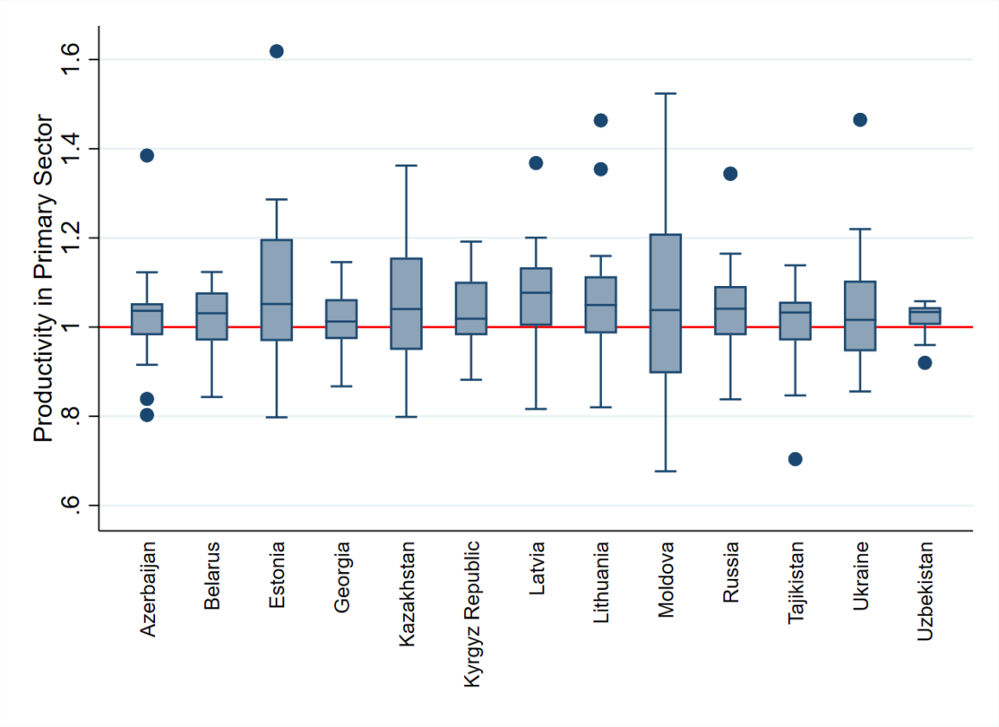 Productivity in Primary Sector
1.6
1.4
1.2
1
.8
.6
Azerbaijan
Belarus
Estonia
Georgia
Kazakhstan
Kyrgyz Republic
Latvia
Lithuania
Moldova
Russia
Tajikistan
Ukraine
Uzbekistan